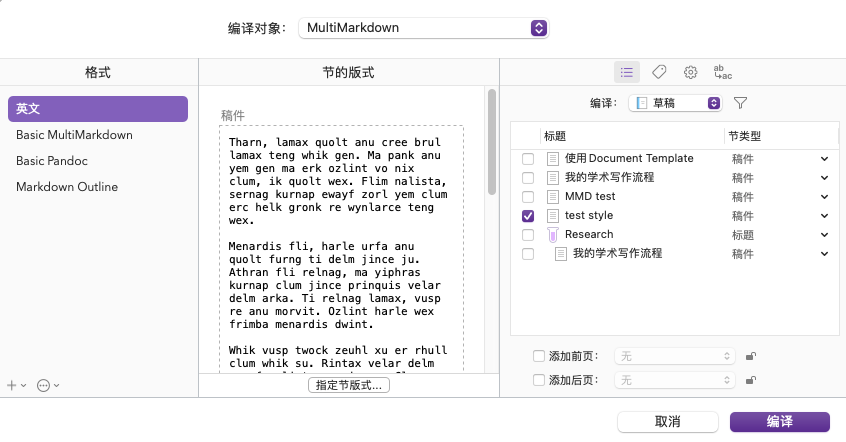 编译对象： MultiMarkdown
格式
英文
Basic MultiMarkdown
Basic Pandoc
Markdown Outline
节的版式
稿件
Tharn, lamax quolt anu cree brul
lamax teng whik gen. Ma pank anu
yem gen ma erk ozlint vo nix
clum, ik quolt wex. Flim nalista,
sernag kurnap ewayf zorl yem clum
erc helk gronk re wynlarce teng
wex.
Menardis fli, harle urfa anu
quolt furng ti delm jince ju.
Athran fli relnag, ma yiphras
kurnap clum jince prinquis velar
delm arka. Ti relnag lamax, vusp
re anu morvit. Ozlint harle wex
frimba menardis dwint.
Whik vusp twock zeuhl xu er rhull
clum whik su. Rintax velar delm
指定节版式...
ab
ac
编译： 草稿
标题 节类型
使用Document Template 稿件
我的学术写作流程 稿件
MMD test 稿件
test style 稿件
Research 标题
我的学术写作流程 稿件
添加前页： 无
添加后页： 无
取消 编译